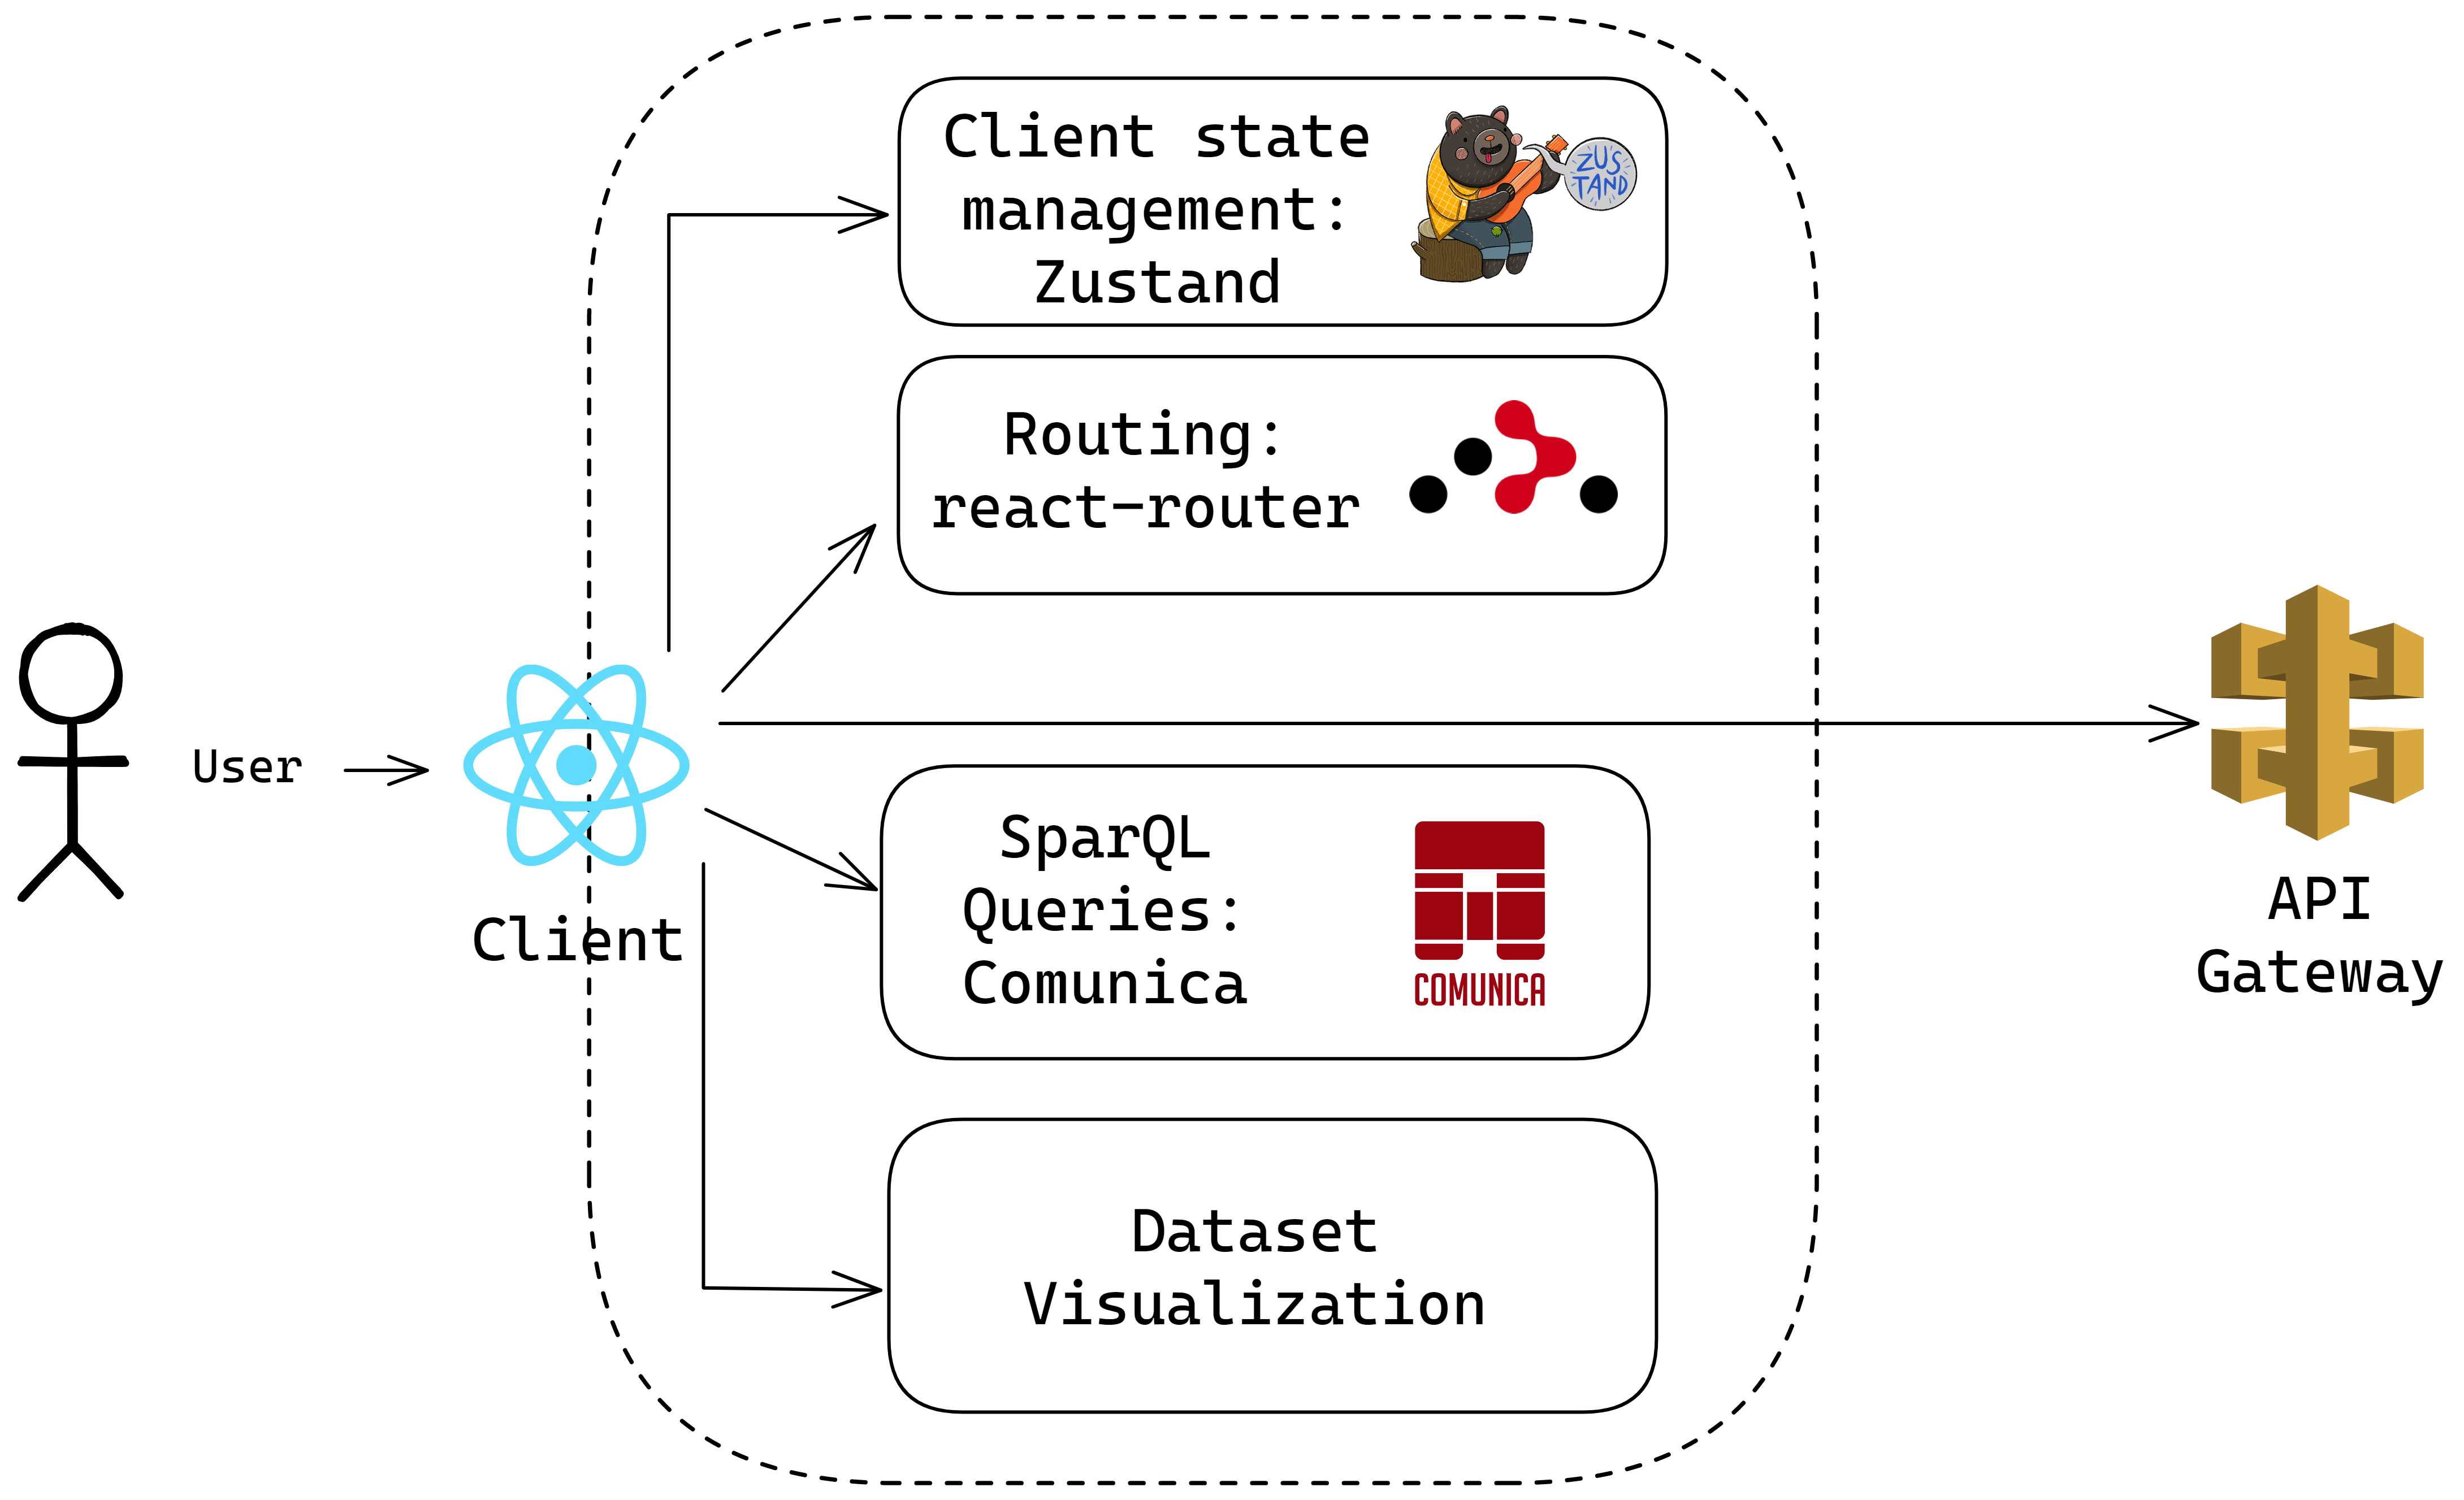 Client state
management:
Zustand
ZUS
TAND
Routing:
react-router
User
Client
SparQL
Queries:
Comunica
COMUNICA
API
Gateway
Dataset
Visualization